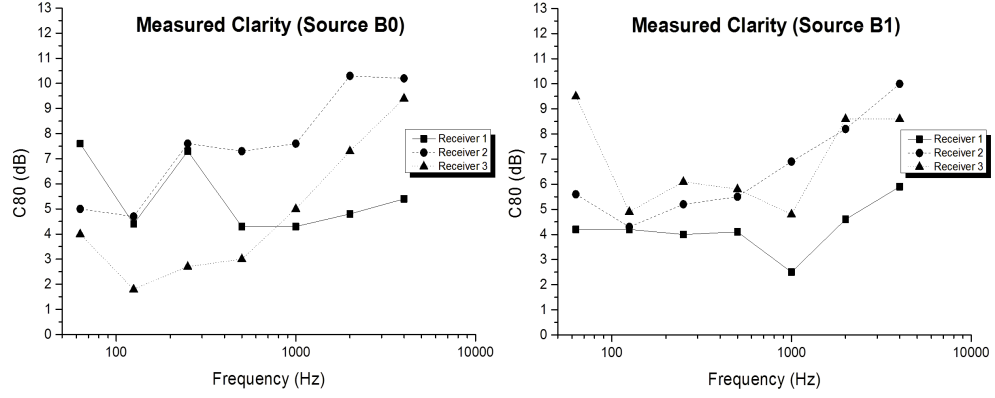 Measured Clarity (Source B0)
C80 (dB)
13
12
11
10
9
8
7
6
5
4
3
2
1
0
Receiver 1
Receiver 2
Receiver 3
100
1000
10000
Frequency (Hz)
Measured Clarity (Source B1)
C80 (dB)
13
12
11
10
9
8
7
6
5
4
3
2
1
0
Receiver 1
Receiver 2
Receiver 3
100
1000
10000
Frequency (Hz)